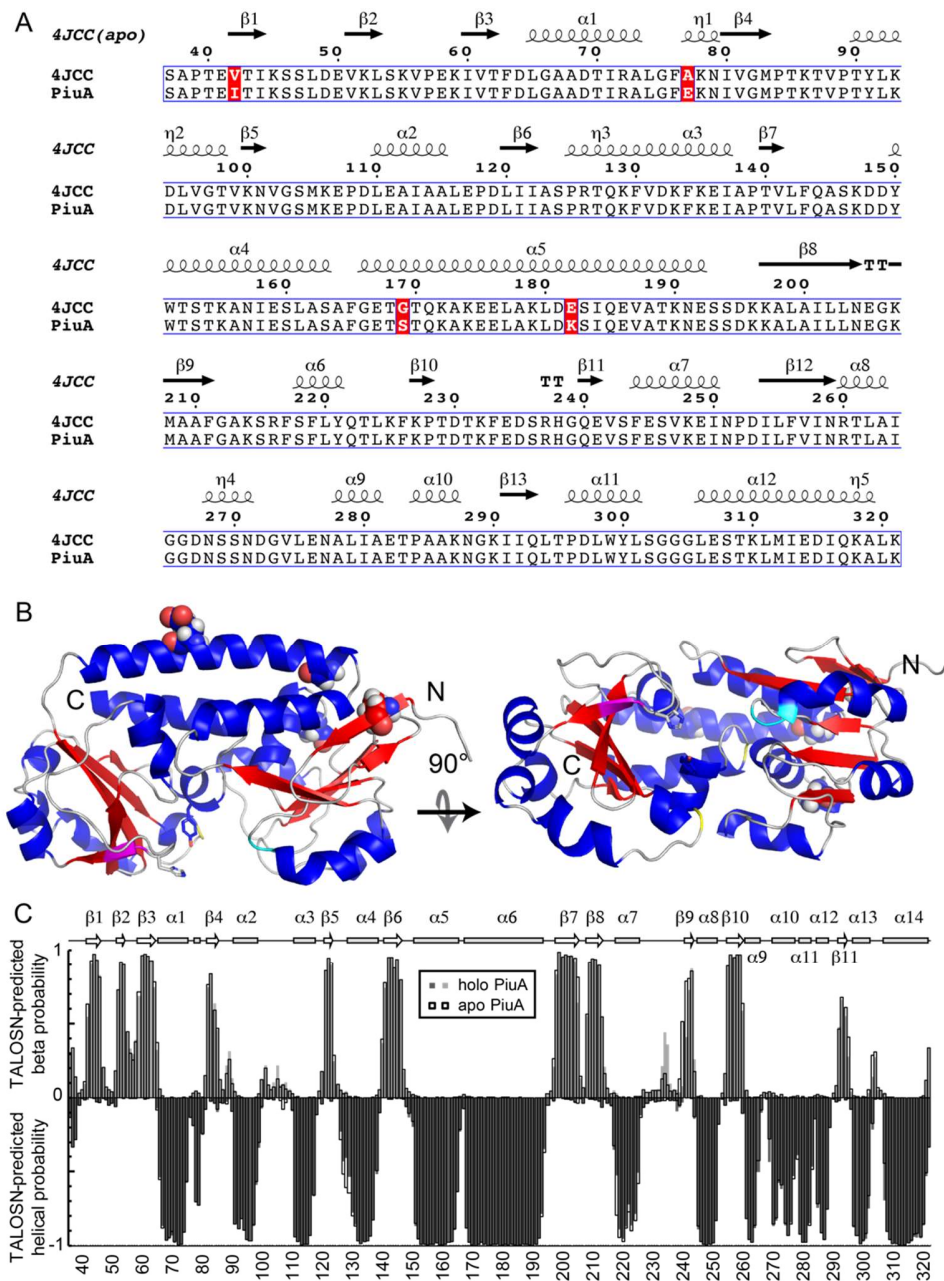 A
4JCC(apo) β1 β2 β3 α1 η1 β4
40 50 60 70 80 90
4JCC SAPTEVTIKSSLDEVKLSKVPEKIVTFDLGAADTIRALGFAKNIVGMPTKTVPTYLK
PiuA SAPTEITIKSSLDEVKLSKVPEKIVTFDLGAADTIRALGFEKNIVGMPTKTVPTYLK
4JCC η2 β5 α2 β6 η3 α3 β7
100 110 120 130 140 150
4JCC DLVGTVKNVGSMKEPDLEAIAALEPDLIIASPRTQKFVDKFKEIAPTVLFQASKDDY
PiuA DLVGTVKNVGSMKEPDLEAIAALEPDLIIASPRTQKFVDKFKEIAPTVLFQASKDDY
4JCC α4 α5 β8 TT
160 170 180 190 200
4JCC WTSTKANIESLASAFGETGTQKAKEELAKLDESIQEVATKNESSDKKALAILLNEGK
PiuA WTSTKANIESLASAFGETSTQKAKEELAKLDKSIQEVATKNESSDKKALAILLNEGK
4JCC β9 α6 β10 TT β11 α7 β12 α8
210 220 230 240 250 260
4JCC MAAFGAKSRFSFLYQTLKFKPTDTKFEDSRHGQEVSFESVKEINPDILFVINRTLAI
PiuA MAAFGAKSRFSFLYQTLKFKPTDTKFEDSRHGQEVSFESVKEINPDILFVINRTLAI
4JCC η4 α9 α10 β13 α11 α12 η5
270 280 290 300 310 320
4JCC GGDNSSNDGVLENALIAETPAAKNGKIIQLTPDLWYLSGGGLESTKLMIEDIQKALK
PiuA GGDNSSNDGVLENALIAETPAAKNGKIIQLTPDLWYLSGGGLESTKLMIEDIQKALK
B
C N 90° C N
C
β1 β2 β3 α1 β4 α2 α3 β5 α4 β6 α5 α6 β7 β8 α7 β9 α8 β10 α10 α12 α13 α14
α9 α11 β11
TALOSN-predicted beta probability
TALOSN-predicted helical probability
1
0
-1
holo PiuA
apo PiuA
40 50 60 70 80 90 100 110 120 130 140 150 160 170 180 190 200 210 220 230 240 250 260 270 280 290 300 310 320